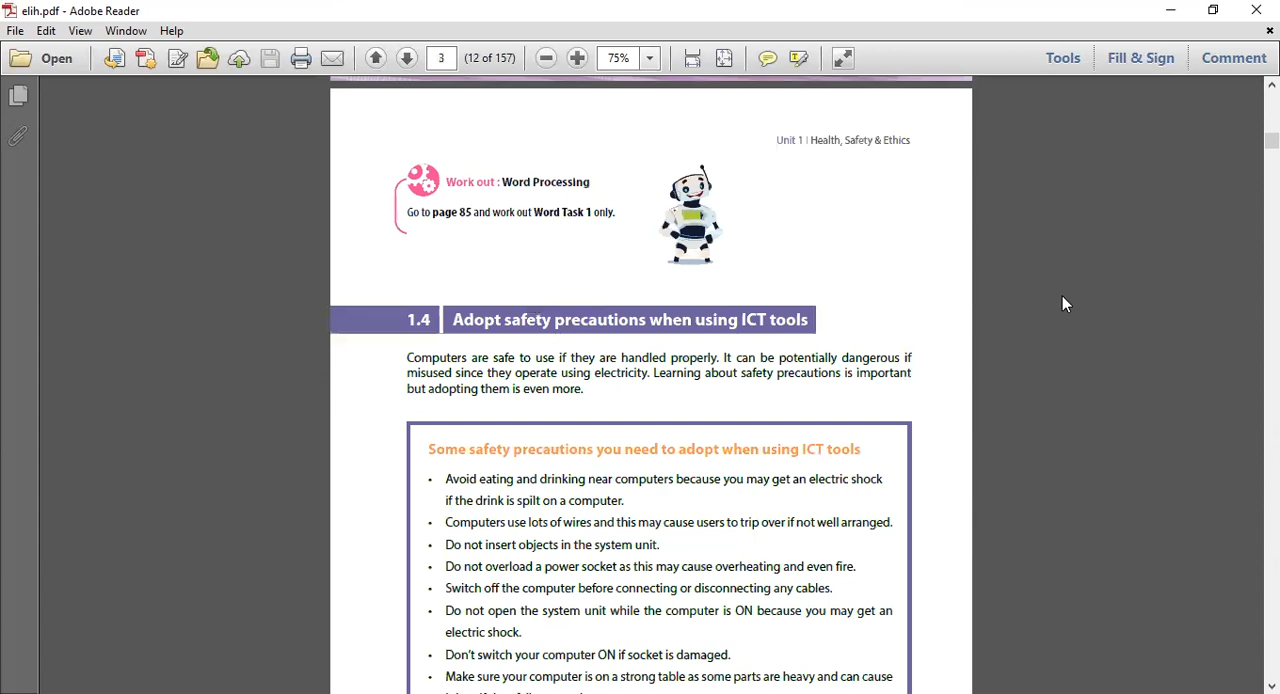 elih.pdf - Adobe Reader
File Edit View Window Help
Open 3 (12 of 157) 75% Tools Fill & Sign Comment
Unit 1 | Health, Safety & Ethics
Work out : Word Processing
Go to page 85 and work out Word Task 1 only.
1.4 Adopt safety precautions when using ICT tools
Computers are safe to use if they are handled properly. It can be potentially dangerous if
misused since they operate using electricity. Learning about safety precautions is important
but adopting them is even more.
Some safety precautions you need to adopt when using ICT tools
• Avoid eating and drinking near computers because you may get an electric shock
if the drink is spilt on a computer.
• Computers use lots of wires and this may cause users to trip over if not well arranged.
• Do not insert objects in the system unit.
• Do not overload a power socket as this may cause overheating and even fire.
• Switch off the computer before connecting or disconnecting any cables.
• Do not open the system unit while the computer is ON because you may get an
electric shock.
• Don't switch your computer ON if socket is damaged.
• Make sure your computer is on a strong table as some parts are heavy and can cause